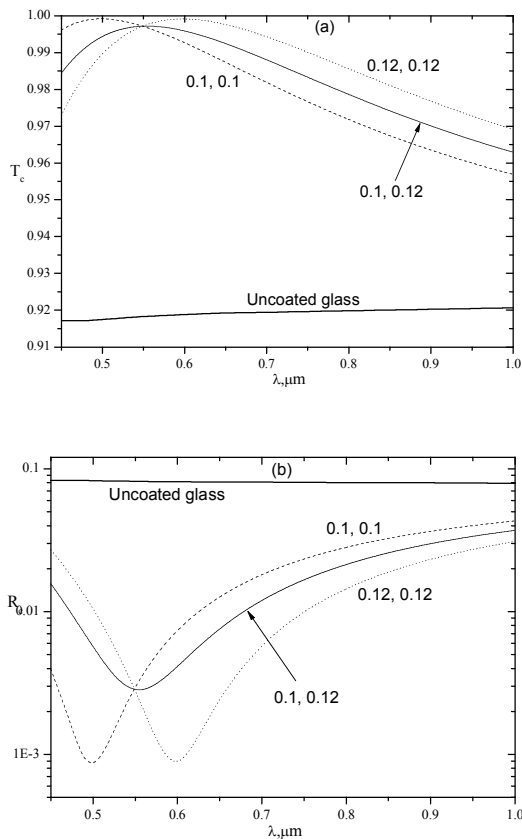 (a)
1.00
0.99
0.98
0.97
0.96
0.95
0.94
0.93
0.92
0.91
T_c
0.12, 0.12
0.1, 0.1
0.1, 0.12
Uncoated glass
0.5 0.6 0.7 0.8 0.9 1.0
λ,μm
(b)
0.1
Uncoated glass
0.1, 0.1
R
0.01
0.12, 0.12
0.1, 0.12
1E-3
0.5 0.6 0.7 0.8 0.9 1.0
λ,μm